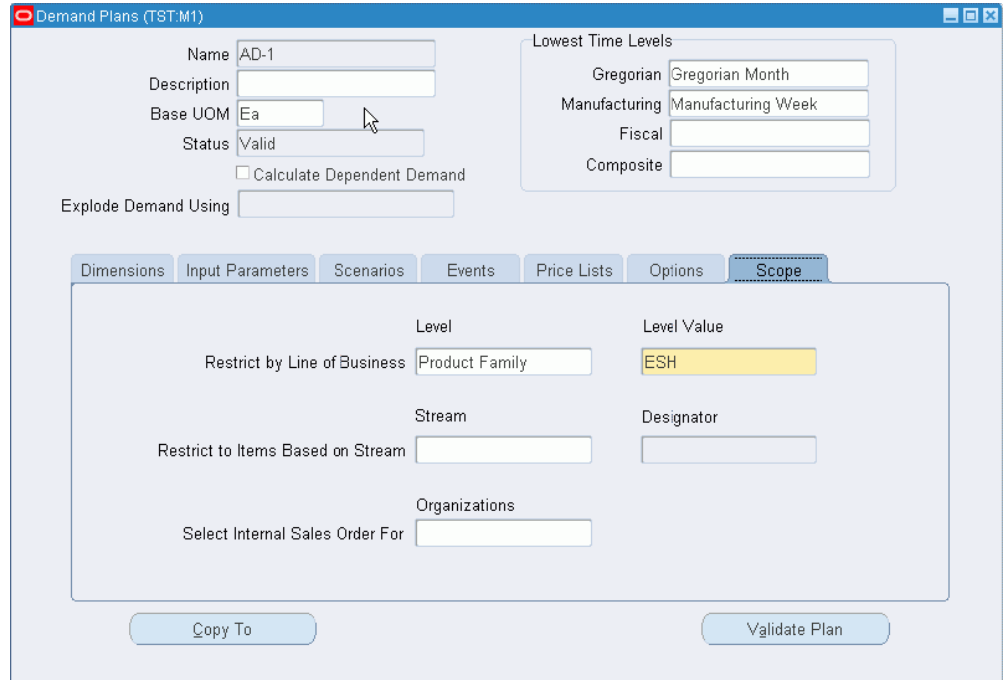 Demand Plans (TST:M1)
Name AD-1
Description
Base UOM Ea
Status Valid
Calculate Dependent Demand
Explode Demand Using
Lowest Time Levels
Gregorian Gregorian Month
Manufacturing Manufacturing Week
Fiscal
Composite
Dimensions Input Parameters Scenarios Events Price Lists Options Scope
Level Level Value
Restrict by Line of Business Product Family ESH
Stream Designator
Restrict to Items Based on Stream
Organizations
Select Internal Sales Order For
Copy To Validate Plan